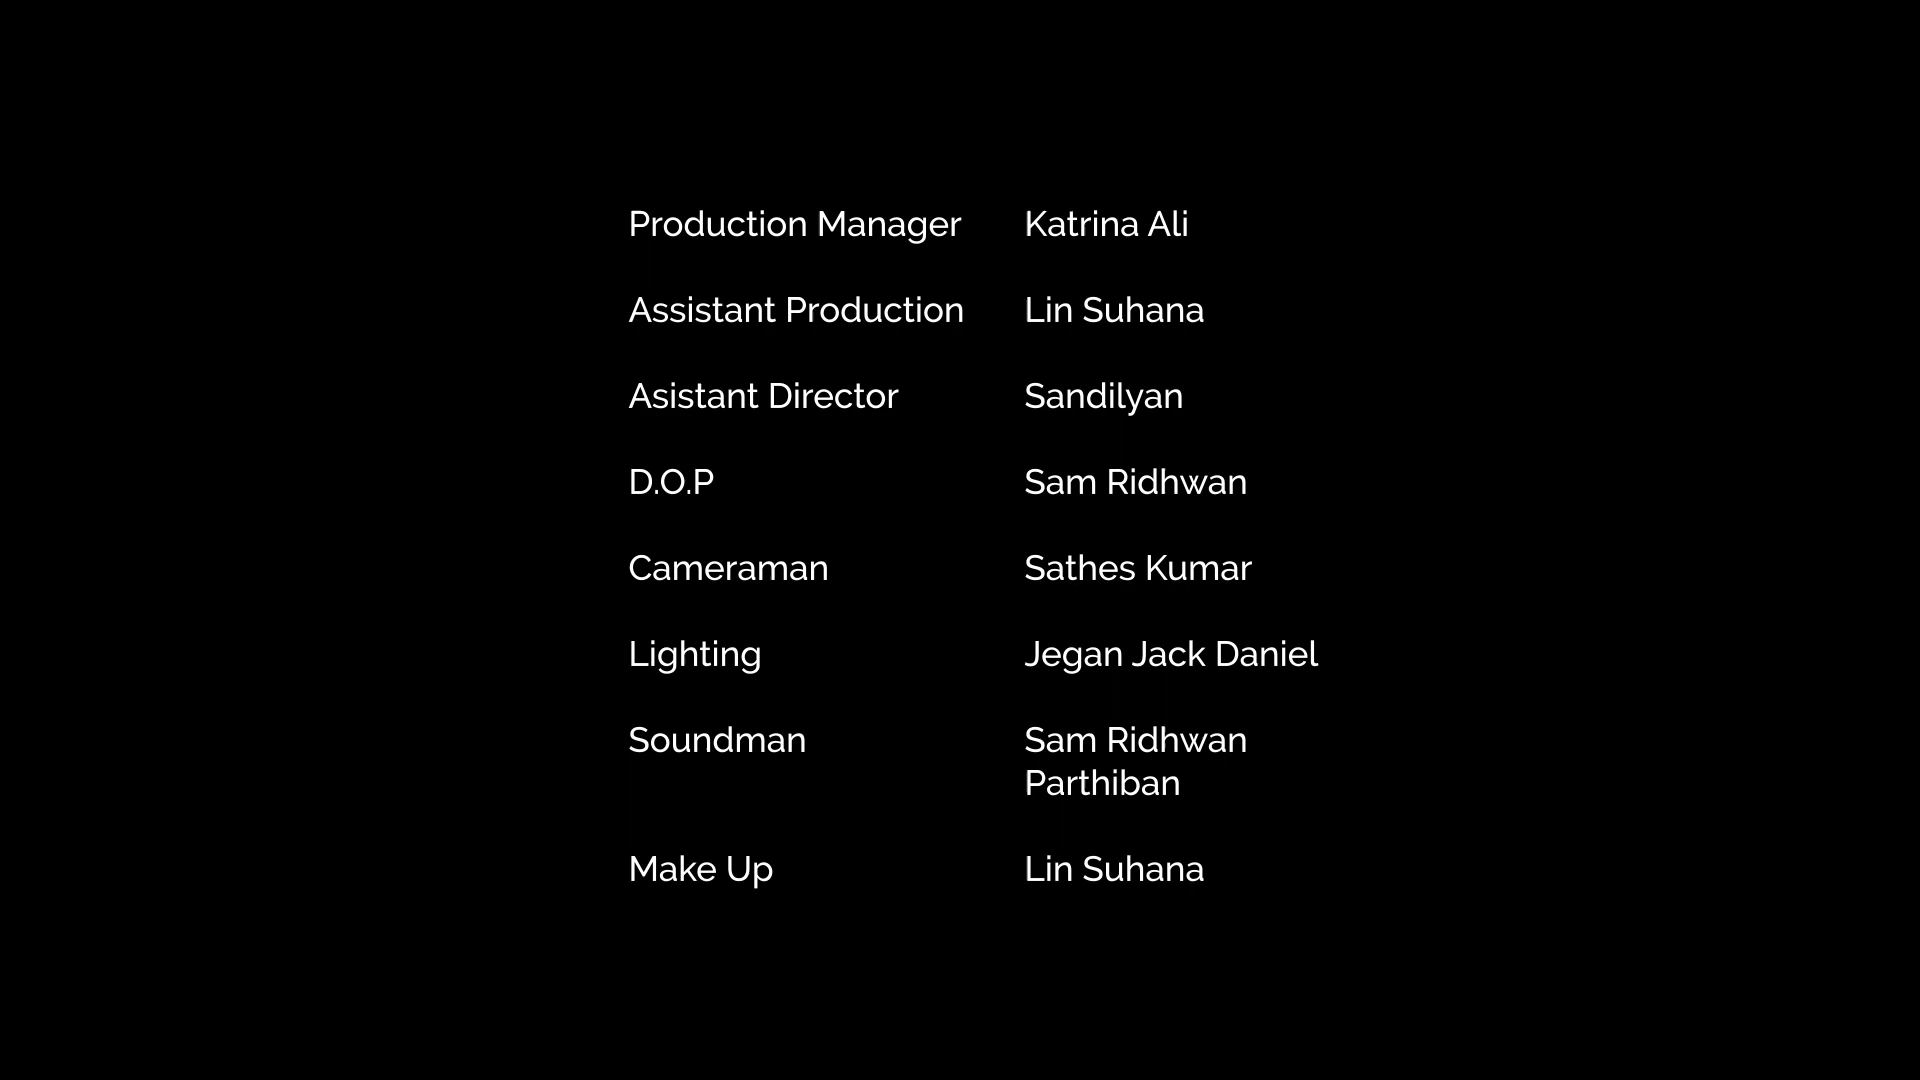 Production Manager Katrina Ali
Assistant Production Lin Suhana
Asistant Director Sandilyan
D.O.P Sam Ridhwan
Cameraman Sathes Kumar
Lighting Jegan Jack Daniel
Soundman Sam Ridhwan
Parthiban
Make Up Lin Suhana